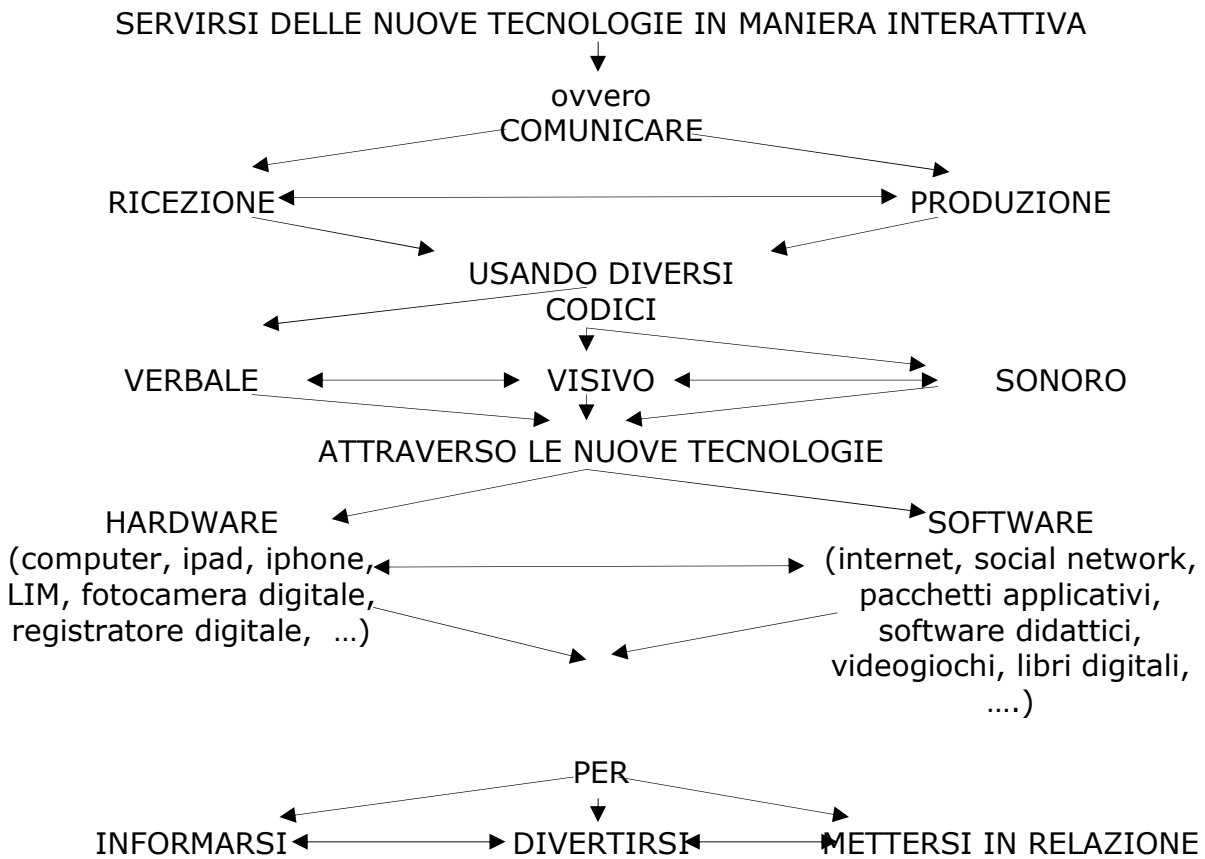 SERVIRSI DELLE NUOVE TECNOLOGIE IN MANIERA INTERATTIVA
ovvero
COMUNICARE
RICEZIONE
PRODUZIONE
USANDO DIVERSI
CODICI
VERBALE
VISIVO
SONORO
ATTRAVERSO LE NUOVE TECNOLOGIE
HARDWARE
(computer, ipad, iphone,
LIM, fotocamera digitale,
registratore digitale, …)
SOFTWARE
(internet, social network,
pacchetti applicativi,
software didattici,
videogiochi, libri digitali,
….)
PER
INFORMARSI
DIVERTIRSI
METTERSI IN RELAZIONE